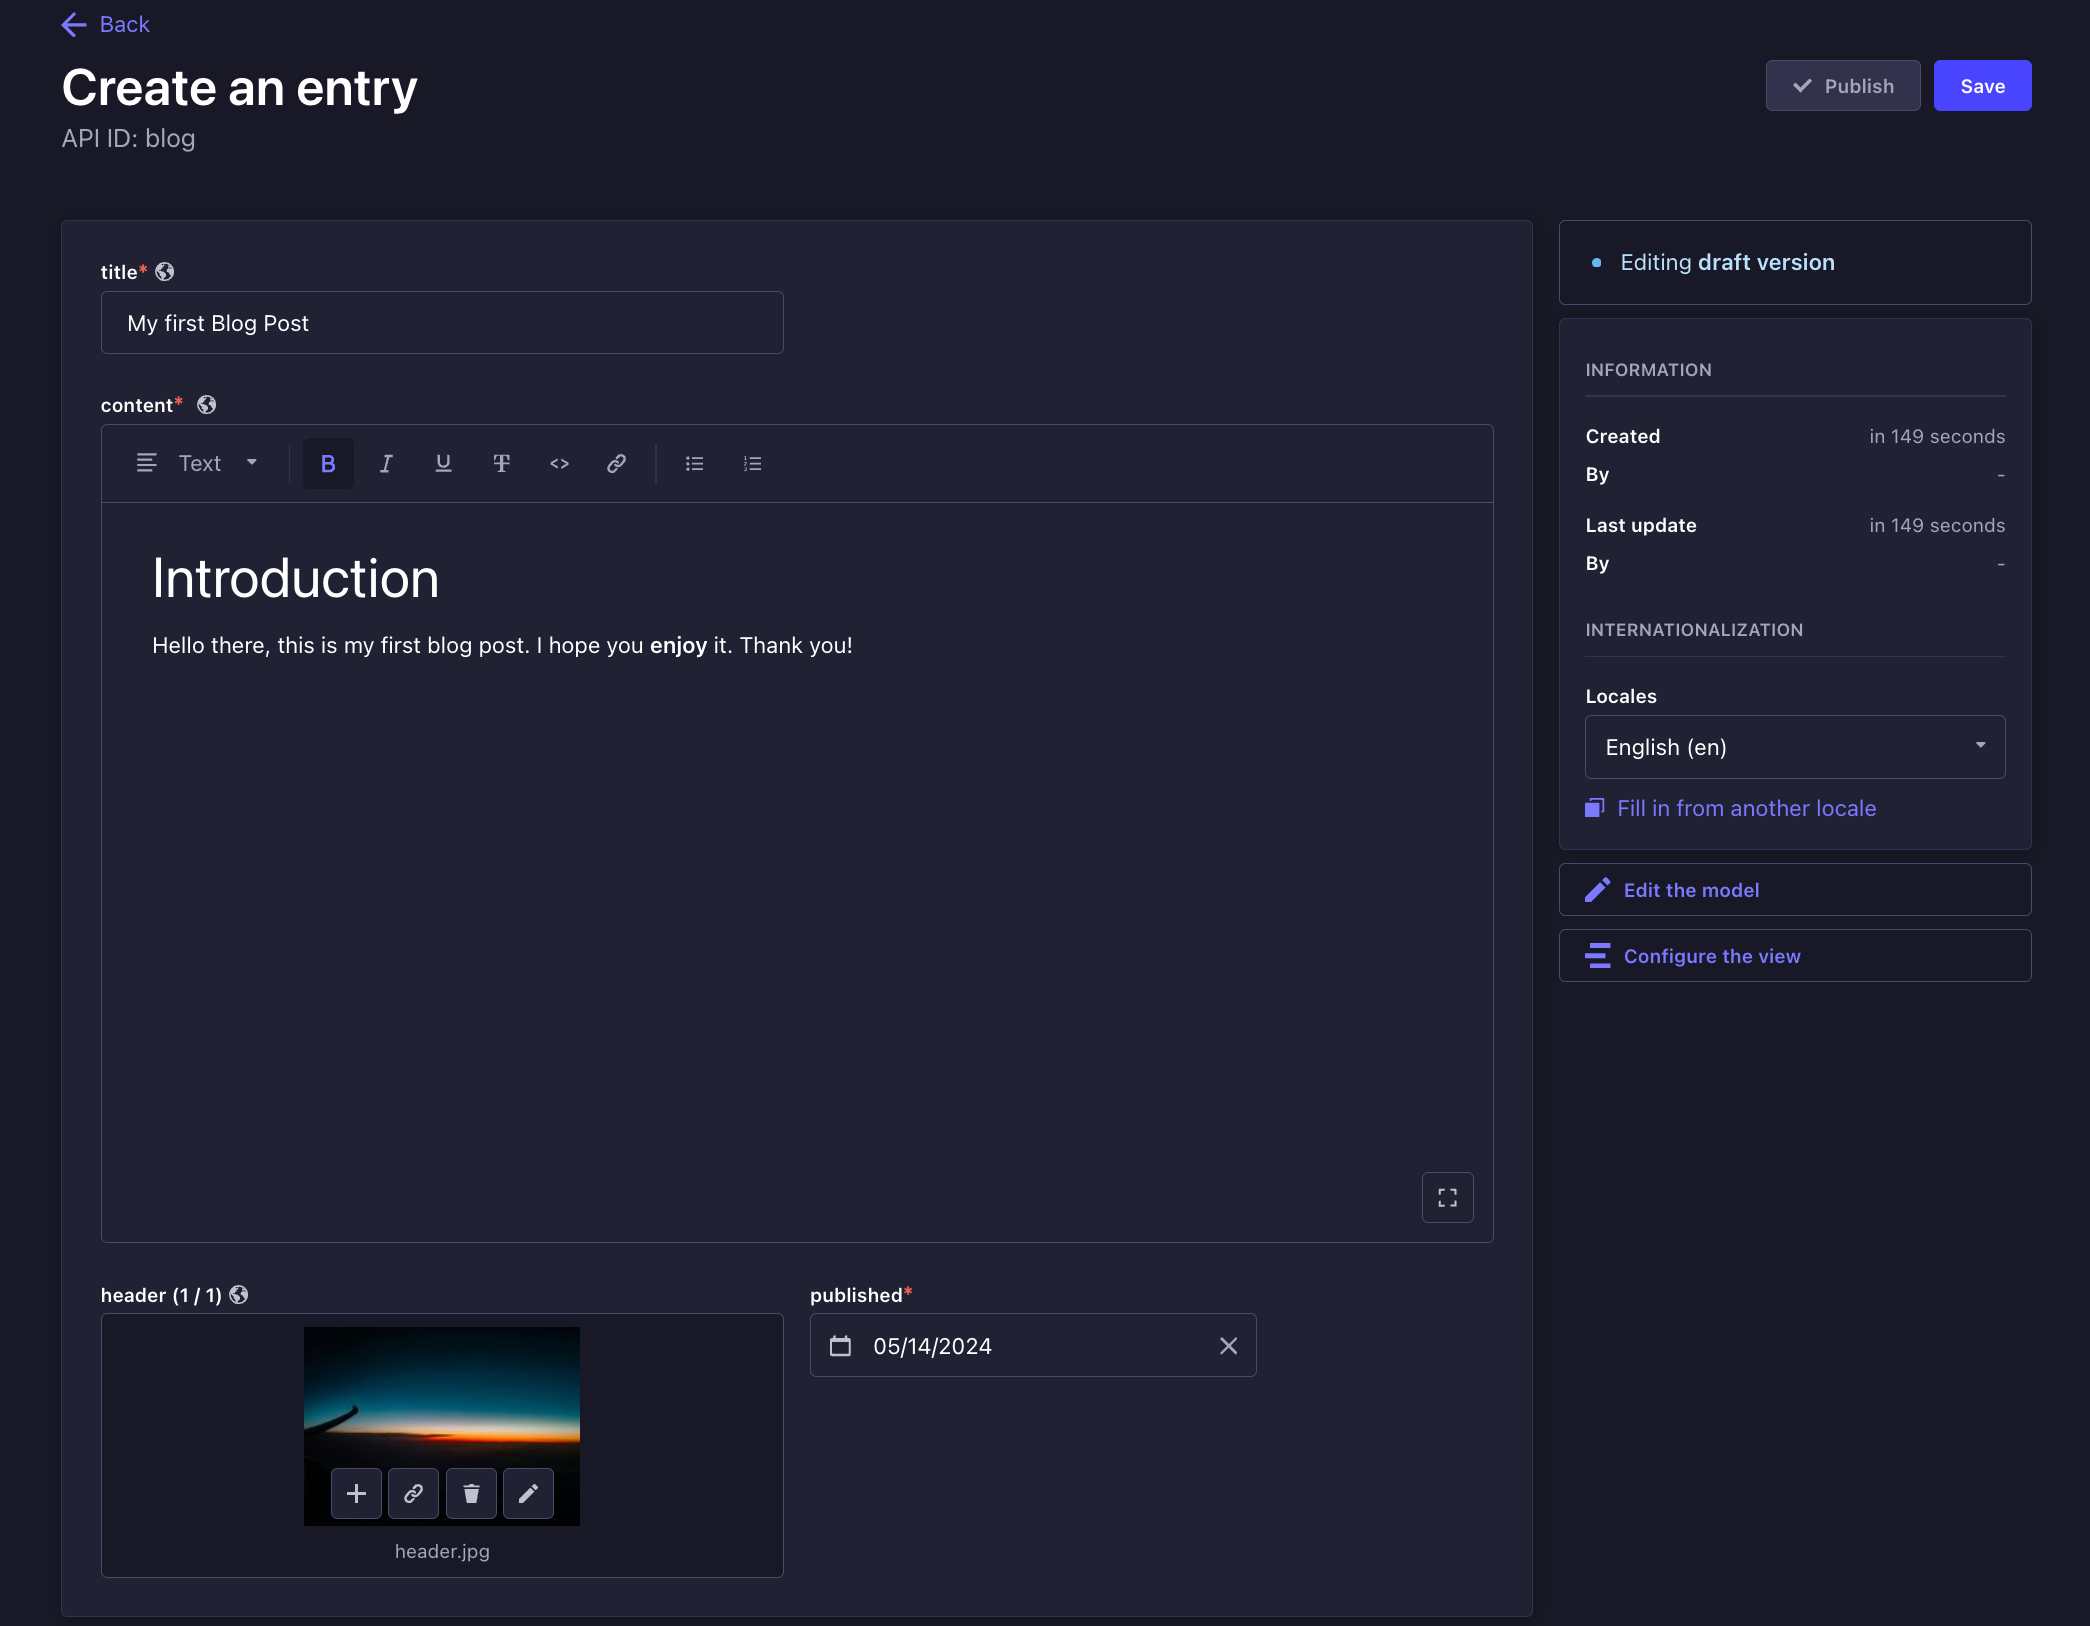 Back
Create an entry
API ID: blog
Publish
Save
title*
My first Blog Post
content*
Text
B I U T <>
Introduction
Hello there, this is my first blog post. I hope you enjoy it. Thank you!
header (1 / 1)
header.jpg
published*
05/14/2024
Editing draft version
INFORMATION
Created in 149 seconds
By -
Last update in 149 seconds
By -
INTERNATIONALIZATION
Locales
English (en)
Fill in from another locale
Edit the model
Configure the view